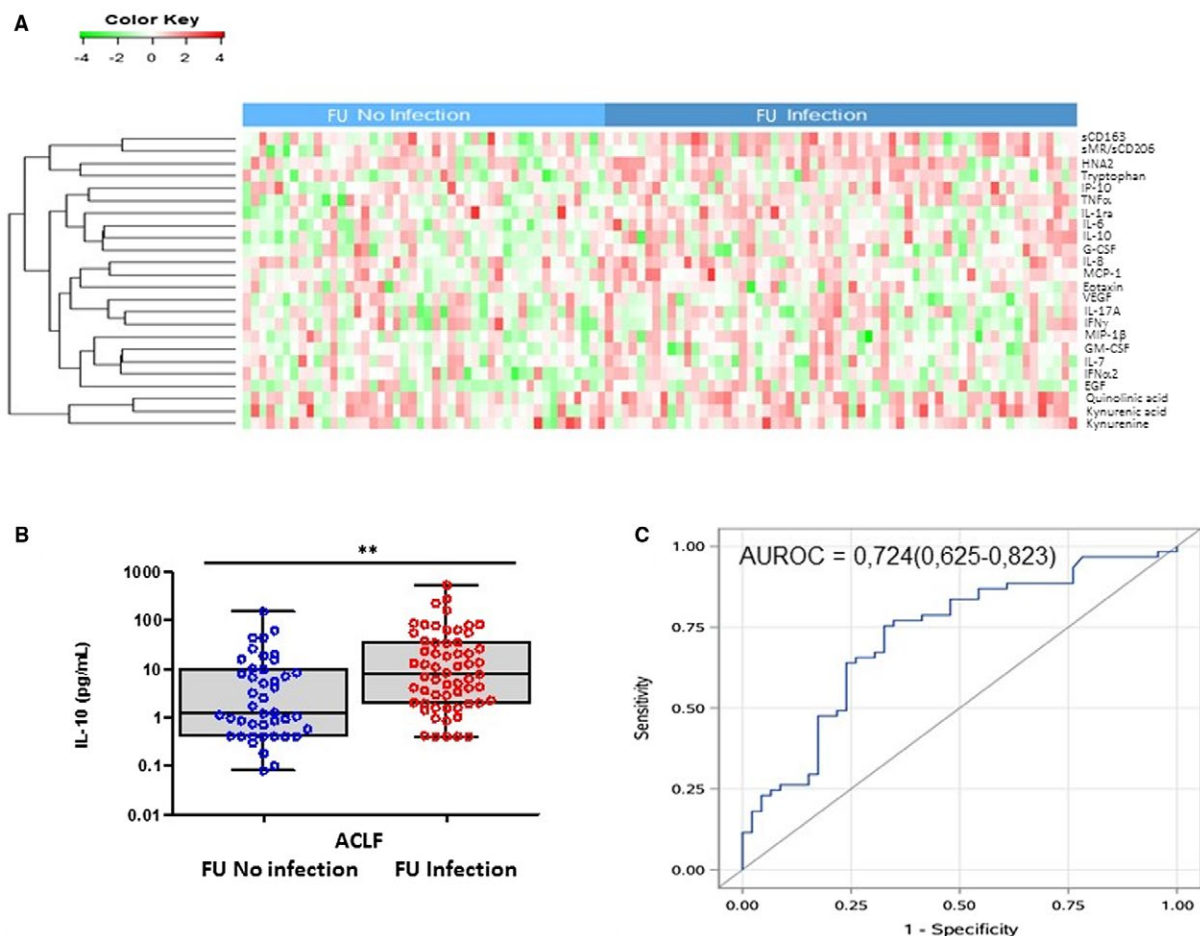 A
Color Key
-4 -2 0 2 4
FU No Infection FU Infection
sCD163
sMR/sCD206
HNA2
Tryptophan
IP-10
TNFα
IL-1ra
IL-6
IL-10
G-CSF
IL-8
MCP-1
Eotaxin
VEGF
IL-17A
IFNγ
MIP-1β
GM-CSF
IL-7
IFNα2
EGF
Quinolinic acid
Kynurenic acid
Kynurenine
B
**
1000
100
10
1
0.1
0.01
IL-10 (pg/mL)
ACLF
FU No infection FU Infection
C
AUROC = 0,724(0,625-0,823)
1.00
0.75
0.50
0.25
0.00
Sensitivity
0.00 0.25 0.50 0.75 1.00
1 - Specificity